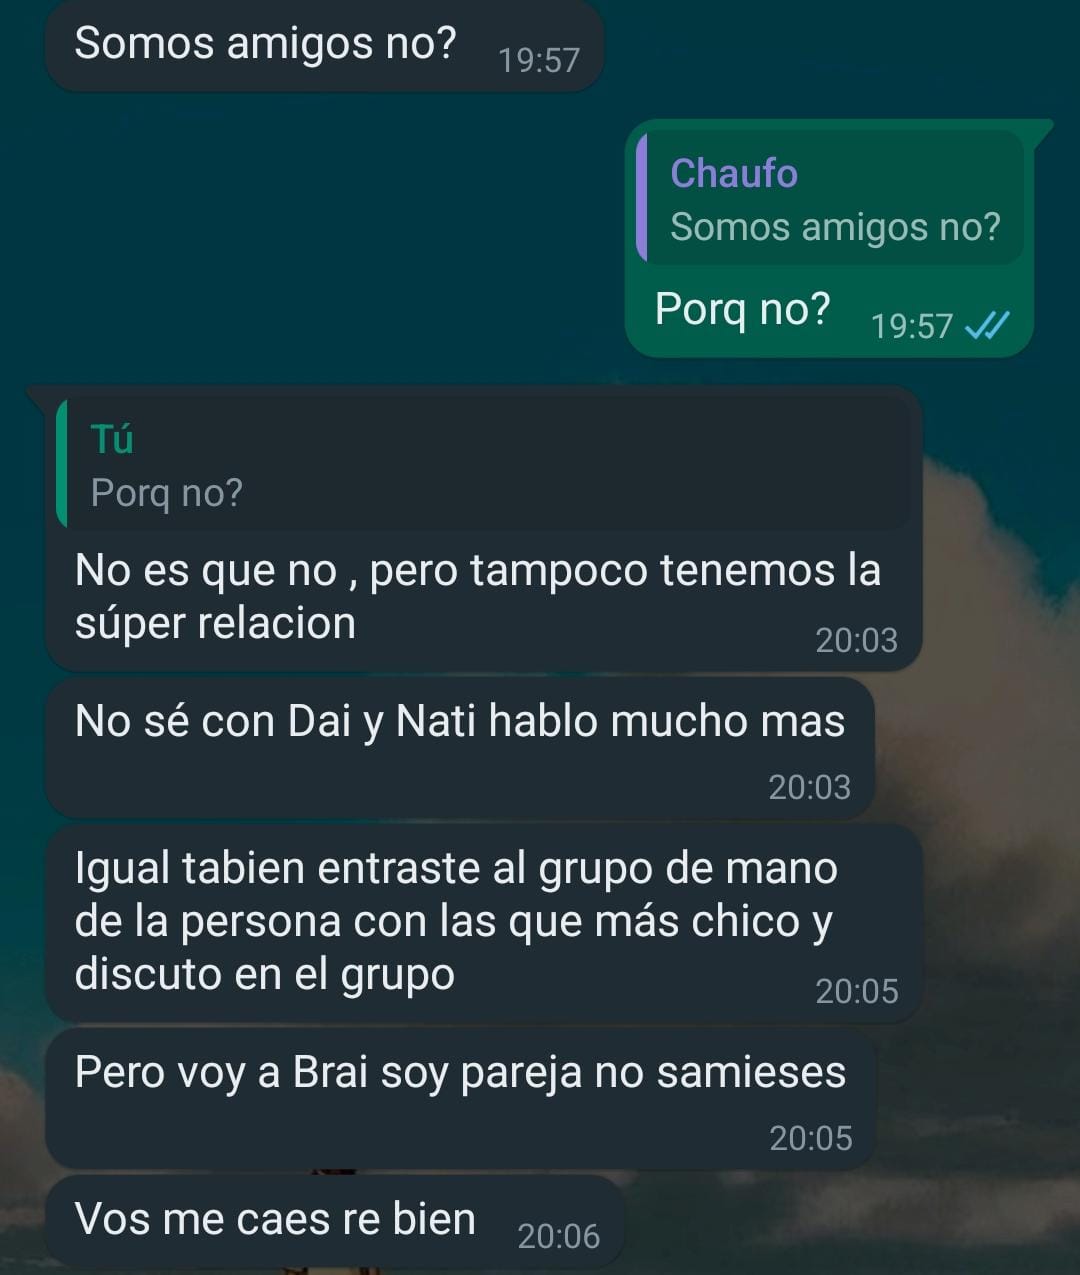 Somos amigos no?
19:57
Chaufo
Somos amigos no?
Porq no?
19:57
Tú
Porq no?
No es que no , pero tampoco tenemos la
súper relacion
20:03
No sé con Dai y Nati hablo mucho mas
20:03
Igual tabien entraste al grupo de mano
de la persona con las que más chico y
discuto en el grupo
20:05
Pero voy a Brai soy pareja no samieses
20:05
Vos me caes re bien
20:06